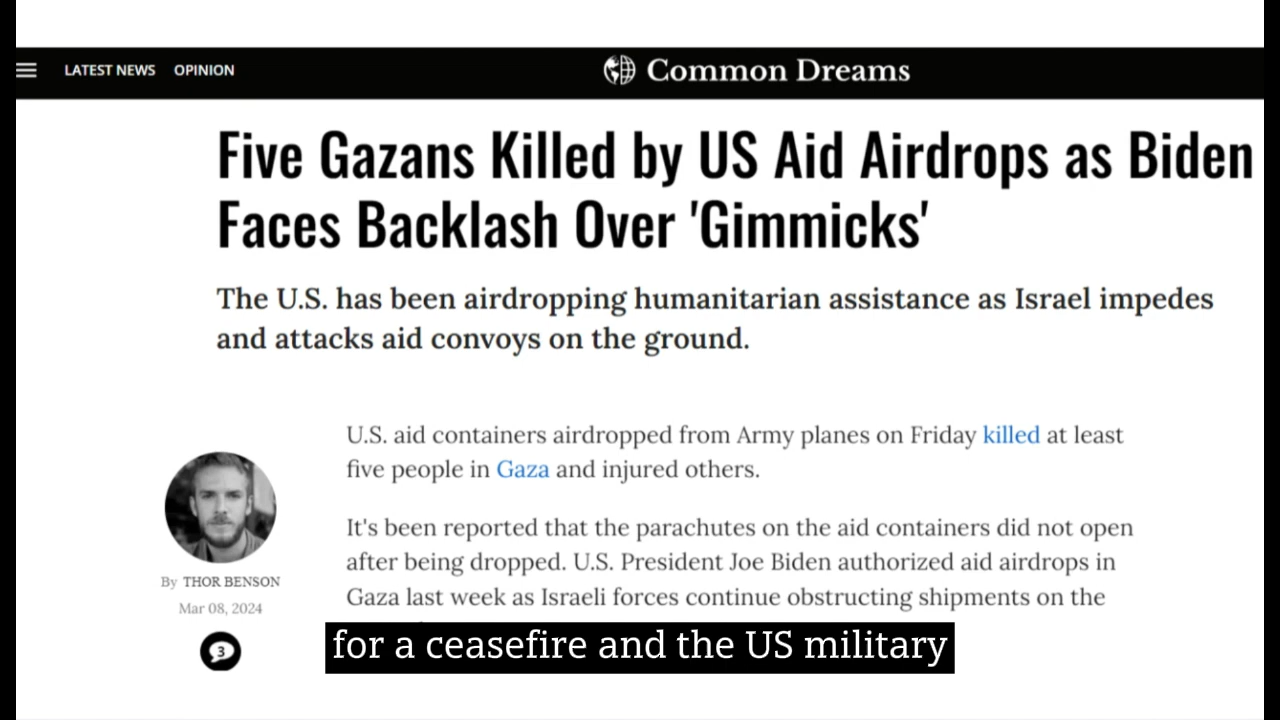 LATEST NEWS OPINION Common Dreams
Five Gazans Killed by US Aid Airdrops as Biden
Faces Backlash Over 'Gimmicks'
The U.S. has been airdropping humanitarian assistance as Israel impedes
and attacks aid convoys on the ground.
U.S. aid containers airdropped from Army planes on Friday killed at least
five people in Gaza and injured others.
It's been reported that the parachutes on the aid containers did not open
after being dropped. U.S. President Joe Biden authorized aid airdrops in
Gaza last week as Israeli forces continue obstructing shipments on the
By THOR BENSON
Mar 08, 2024
3
for a ceasefire and the US military